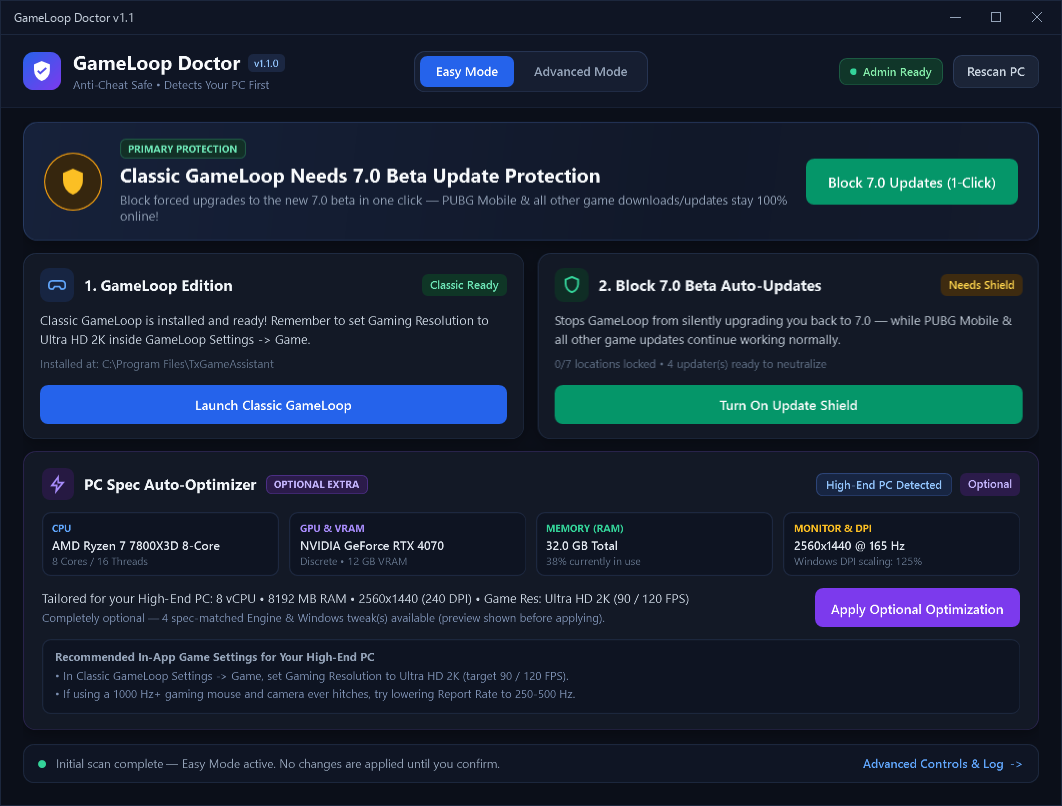 GameLoop Doctor v1.1
GameLoop Doctor v1.1.0
Anti-Cheat Safe • Detects Your PC First
Easy Mode
Advanced Mode
Admin Ready
Rescan PC
PRIMARY PROTECTION
Classic GameLoop Needs 7.0 Beta Update Protection
Block forced upgrades to the new 7.0 beta in one click — PUBG Mobile & all other game downloads/updates stay 100%
online!
Block 7.0 Updates (1-Click)
1. GameLoop Edition
Classic Ready
Classic GameLoop is installed and ready! Remember to set Gaming Resolution to
Ultra HD 2K inside GameLoop Settings -> Game.
Installed at: C:\Program Files\TxGameAssistant
Launch Classic GameLoop
2. Block 7.0 Beta Auto-Updates
Needs Shield
Stops GameLoop from silently upgrading you back to 7.0 — while PUBG Mobile &
all other game updates continue working normally.
0/7 locations locked • 4 updater(s) ready to neutralize
Turn On Update Shield
PC Spec Auto-Optimizer
OPTIONAL EXTRA
High-End PC Detected
Optional
CPU
AMD Ryzen 7 7800X3D 8-Core
8 Cores / 16 Threads
GPU & VRAM
NVIDIA GeForce RTX 4070
Discrete • 12 GB VRAM
MEMORY (RAM)
32.0 GB Total
38% currently in use
MONITOR & DPI
2560x1440 @ 165 Hz
Windows DPI scaling: 125%
Tailored for your High-End PC: 8 vCPU • 8192 MB RAM • 2560x1440 (240 DPI) • Game Res: Ultra HD 2K (90 / 120 FPS)
Completely optional — 4 spec-matched Engine & Windows tweak(s) available (preview shown before applying).
Apply Optional Optimization
Recommended In-App Game Settings for Your High-End PC
• In Classic GameLoop Settings -> Game, set Gaming Resolution to Ultra HD 2K (target 90 / 120 FPS).
• If using a 1000 Hz+ gaming mouse and camera ever hitches, try lowering Report Rate to 250-500 Hz.
Initial scan complete — Easy Mode active. No changes are applied until you confirm.
Advanced Controls & Log ->